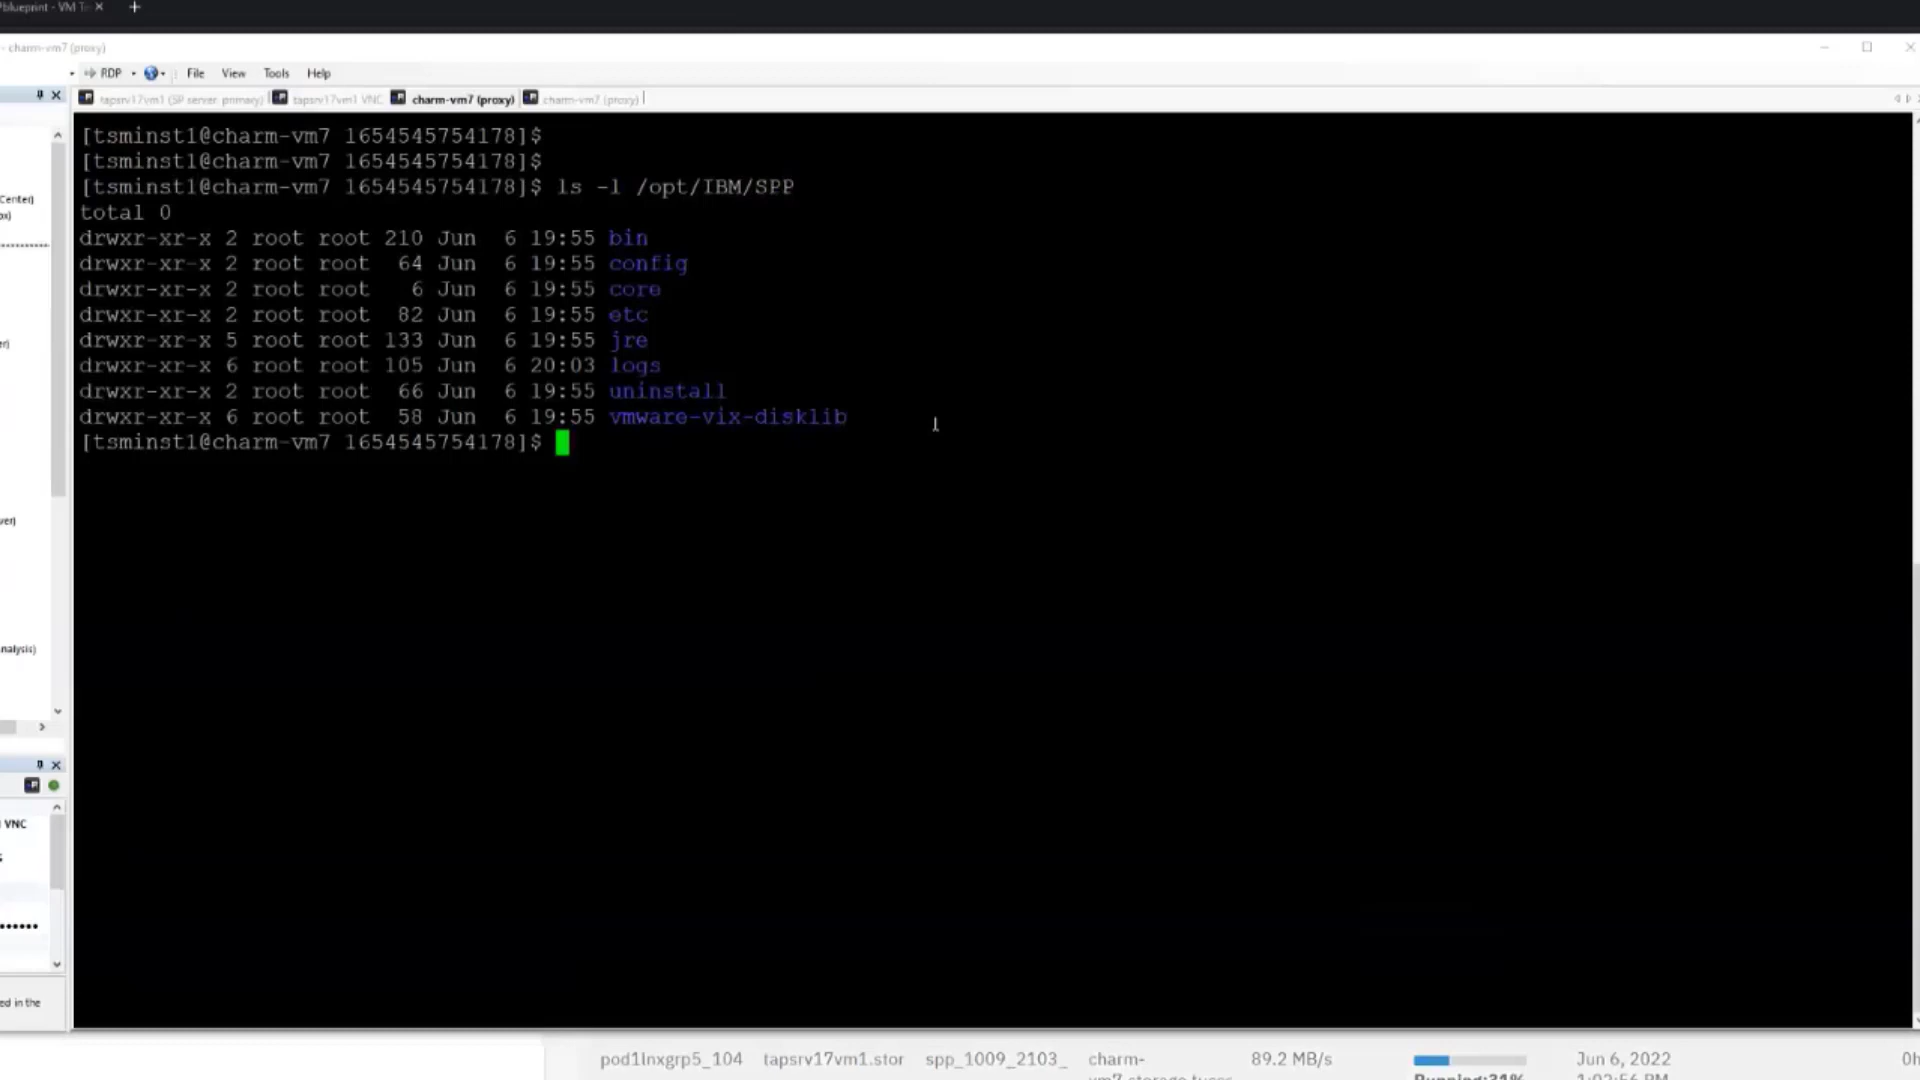 blueprint - VM T
- charm-vm7 (proxy)
RDP File View Tools Help
tapsrv17vm1 (SP server: primary) tapsrv17vm1 VNC charm-vm7 (proxy) charm-vm7 (proxy)
[tsminst1@charm-vm7 1654545754178]$
[tsminst1@charm-vm7 1654545754178]$
[tsminst1@charm-vm7 1654545754178]$ ls -l /opt/IBM/SPP
total 0
drwxr-xr-x 2 root root 210 Jun  6 19:55 bin
drwxr-xr-x 2 root root  64 Jun  6 19:55 config
drwxr-xr-x 2 root root   6 Jun  6 19:55 core
drwxr-xr-x 2 root root  82 Jun  6 19:55 etc
drwxr-xr-x 5 root root 133 Jun  6 19:55 jre
drwxr-xr-x 6 root root 105 Jun  6 20:03 logs
drwxr-xr-x 2 root root  66 Jun  6 19:55 uninstall
drwxr-xr-x 6 root root  58 Jun  6 19:55 vmware-vix-disklib
[tsminst1@charm-vm7 1654545754178]$
Center)
ox)
er)
ver)
nalysis)
VNC
ed in the
pod1lnxgrp5_104 tapsrv17vm1.stor spp_1009_2103_ charm- 89.2 MB/s Jun 6, 2022 0h
Running:31%